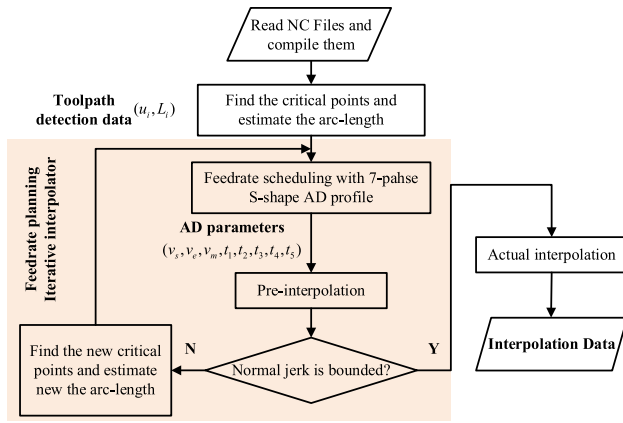 Read NC Files and
compile them
Toolpath
detection data (u_i, L_i)
Find the critical points and
estimate the arc-length
Feedrate planning
Iterative interpolator
Feedrate scheduling with 7-pahse
S-shape AD profile
AD parameters
(v_s, v_e, v_m, t_1, t_2, t_3, t_4, t_5)
Pre-interpolation
Normal jerk is bounded?
N
Y
Find the new critical
points and estimate
new the arc-length
Actual interpolation
Interpolation Data